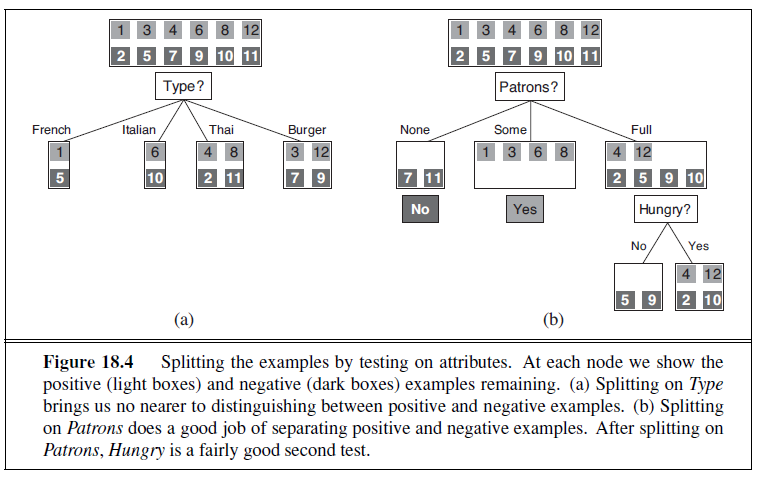 1 3 4 6 8 12
2 5 7 9 10 11
Type?
French Italian Thai Burger
1 6 4 8 3 12
5 10 2 11 7 9
(a)
1 3 4 6 8 12
2 5 7 9 10 11
Patrons?
None Some Full
1 3 6 8 4 12
7 11 2 5 9 10
No Yes Hungry?
No Yes
4 12
5 9 2 10
(b)
Figure 18.4 Splitting the examples by testing on attributes. At each node we show the
positive (light boxes) and negative (dark boxes) examples remaining. (a) Splitting on Type
brings us no nearer to distinguishing between positive and negative examples. (b) Splitting
on Patrons does a good job of separating positive and negative examples. After splitting on
Patrons, Hungry is a fairly good second test.